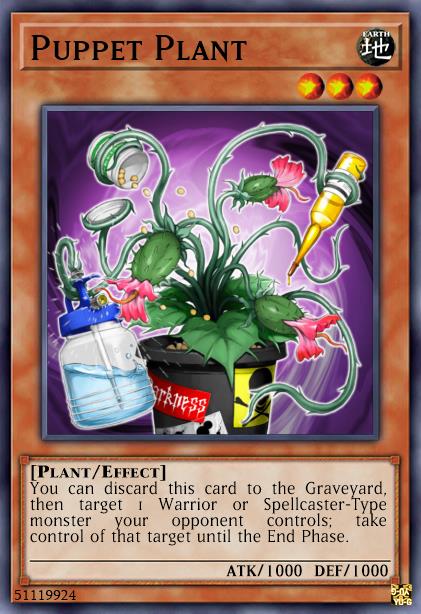 Puppet Plant
EARTH
地
arkness
[Plant/Effect]
You can discard this card to the Graveyard,
then target 1 Warrior or Spellcaster-Type
monster your opponent controls; take
control of that target until the End Phase.
ATK/1000 DEF/1000
51119924